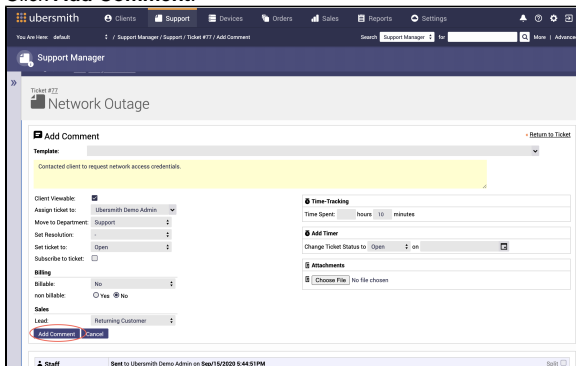 Click Add Comment.
ubersmith Clients Support Devices Orders Sales Reports Settings
You Are Here: default / Support Manager / Support / Ticket #77 / Add Comment Search Support Manager for More | Advance
Support Manager
Ticket #77
Network Outage
Add Comment Return to Ticket
Template:
Contacted client to request network access credentials.
Client Viewable:
Assign ticket to: Ubersmith Demo Admin
Move to Department: Support
Set Resolution: -
Set ticket to: Open
Subscribe to ticket:
Billing
Billable: No
non billable: Yes No
Sales
Lead: Returning Customer
Add Comment Cancel
Time-Tracking
Time Spent: hours 10 minutes
Add Timer
Change Ticket Status to Open on
Attachments
Choose File No file chosen
Staff Sent to Ubersmith Demo Admin on Sep/15/2020 5:44:51PM Split